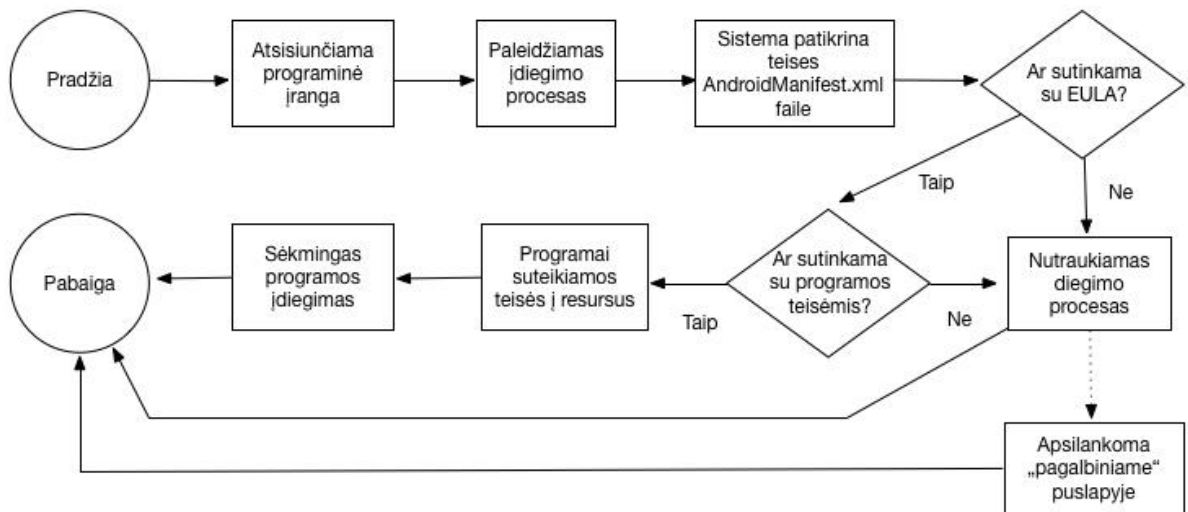 Pradžia
Atsisiunčiama
programinė
įranga
Paleidžiamas
įdiegimo
procesas
Sistema patikrina
teises
AndroidManifest.xml
faile
Ar sutinkama
su EULA?
Taip
Ne
Pabaiga
Sėkmingas
programos
įdiegimas
Programai
suteikiamos
teisės į resursus
Taip
Ar sutinkama
su programos
teisėmis?
Ne
Nutraukiamas
diegimo
procesas
Apsilankoma
„pagalbiniame“
puslapyje